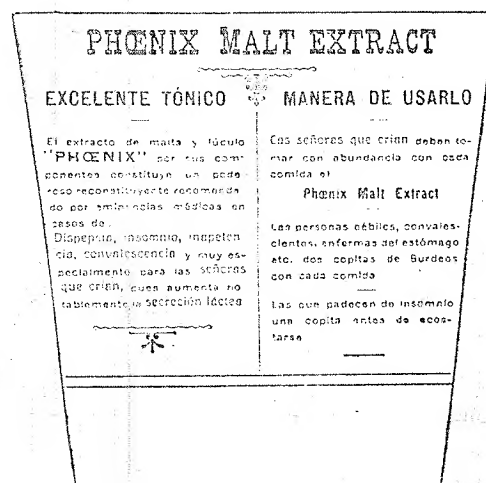 PHŒNIX MALT EXTRACT
EXCELENTE TÓNICO
El extracto de malta y lúculo
"PHŒNIX" por sus com-
ponentes constituye un pode-
roso reconstituyente recomenda-
do por eminencias médicas en
casos de.
Dispepsia, insomnio, inapeten-
cia, convalescencia y muy es-
pecialmente para las señoras
que crian, pues aumenta no-
tablemente la secreción láctea
MANERA DE USARLO
Las señoras que crian deben to-
mar con abundancia con cada
comida el
Phœnix Malt Extract
Las personas débiles, convales-
cientes, enfermas del estómago
etc. dos copitas de Burdeos
con cada comida
Las que padecen de insomnio
una copita antes de acos-
tarse